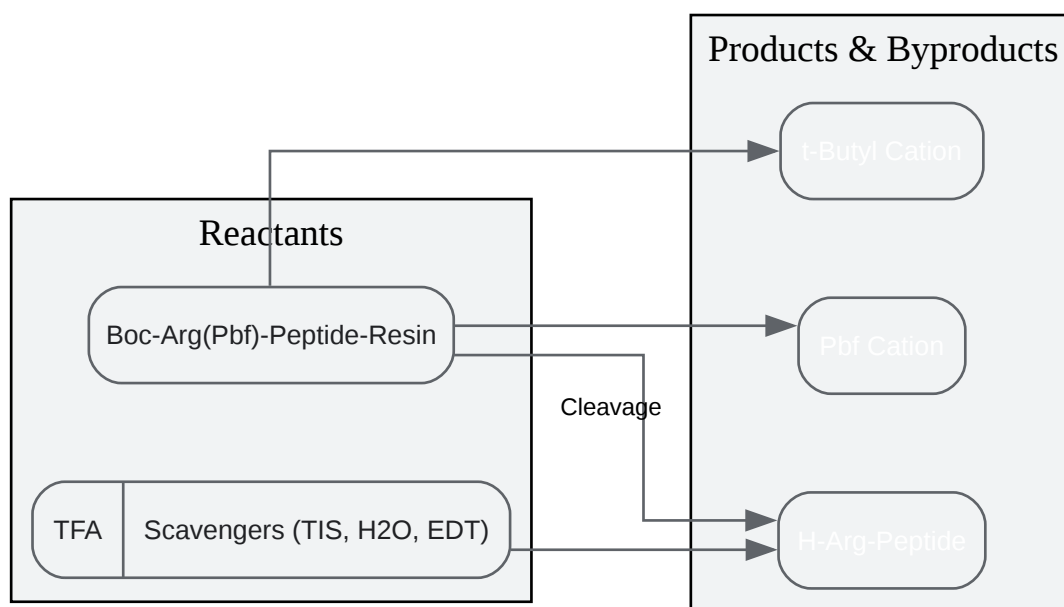 Products & Byproducts
t-Butyl Cation
Reactants
Boc-Arg(Pbf)-Peptide-Resin
Pbf Cation
Cleavage
TFA
Scavengers (TIS, H2O, EDT)
H-Arg-Peptide